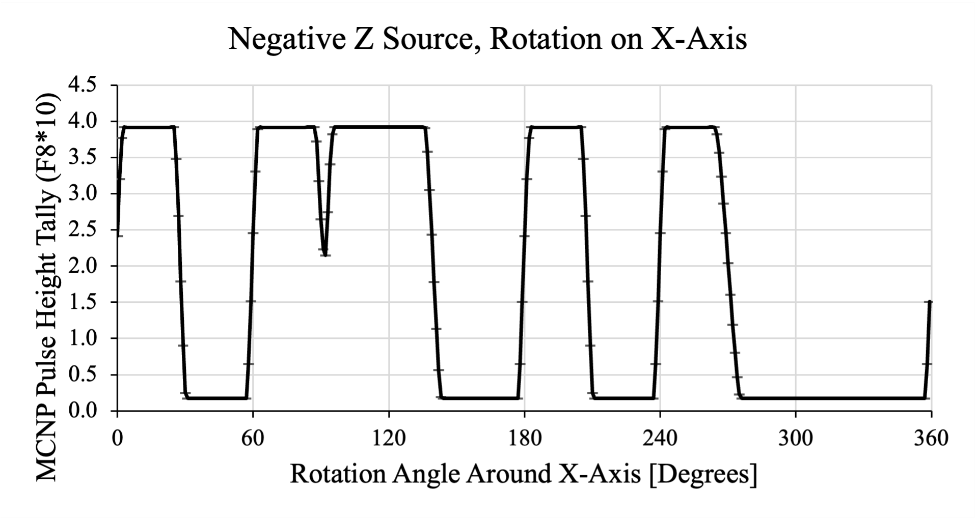 Negative Z Source, Rotation on X-Axis
MCNP Pulse Height Tally (F8*10)
4.5
4.0
3.5
3.0
2.5
2.0
1.5
1.0
0.5
0.0
0 60 120 180 240 300 360
Rotation Angle Around X-Axis [Degrees]